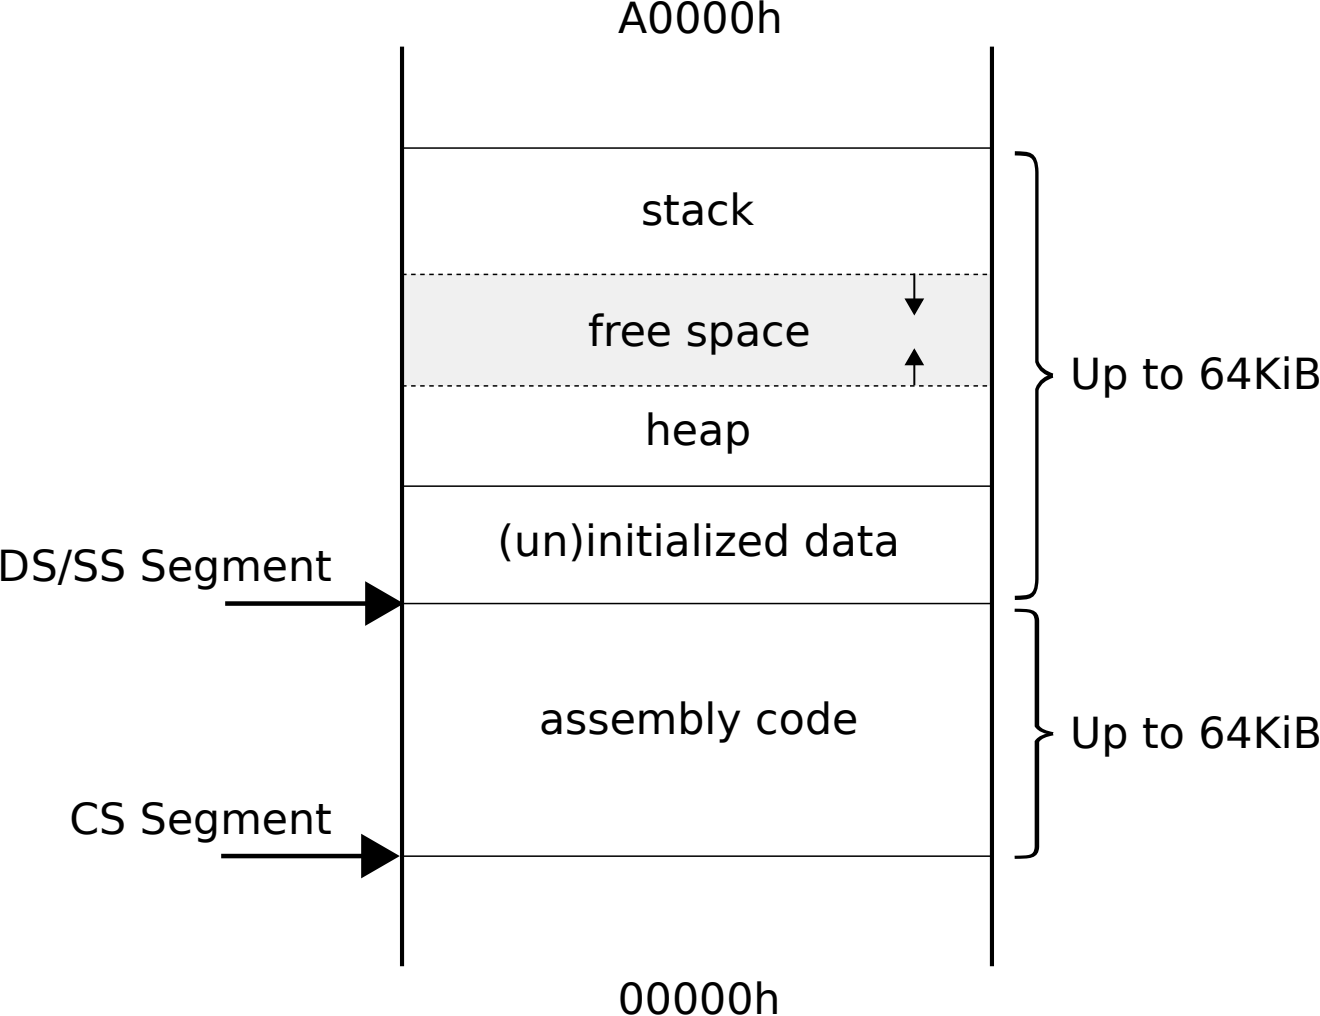 A0000h
stack
free space
heap
Up to 64KiB
(un)initialized data
DS/SS Segment
assembly code
Up to 64KiB
CS Segment
00000h